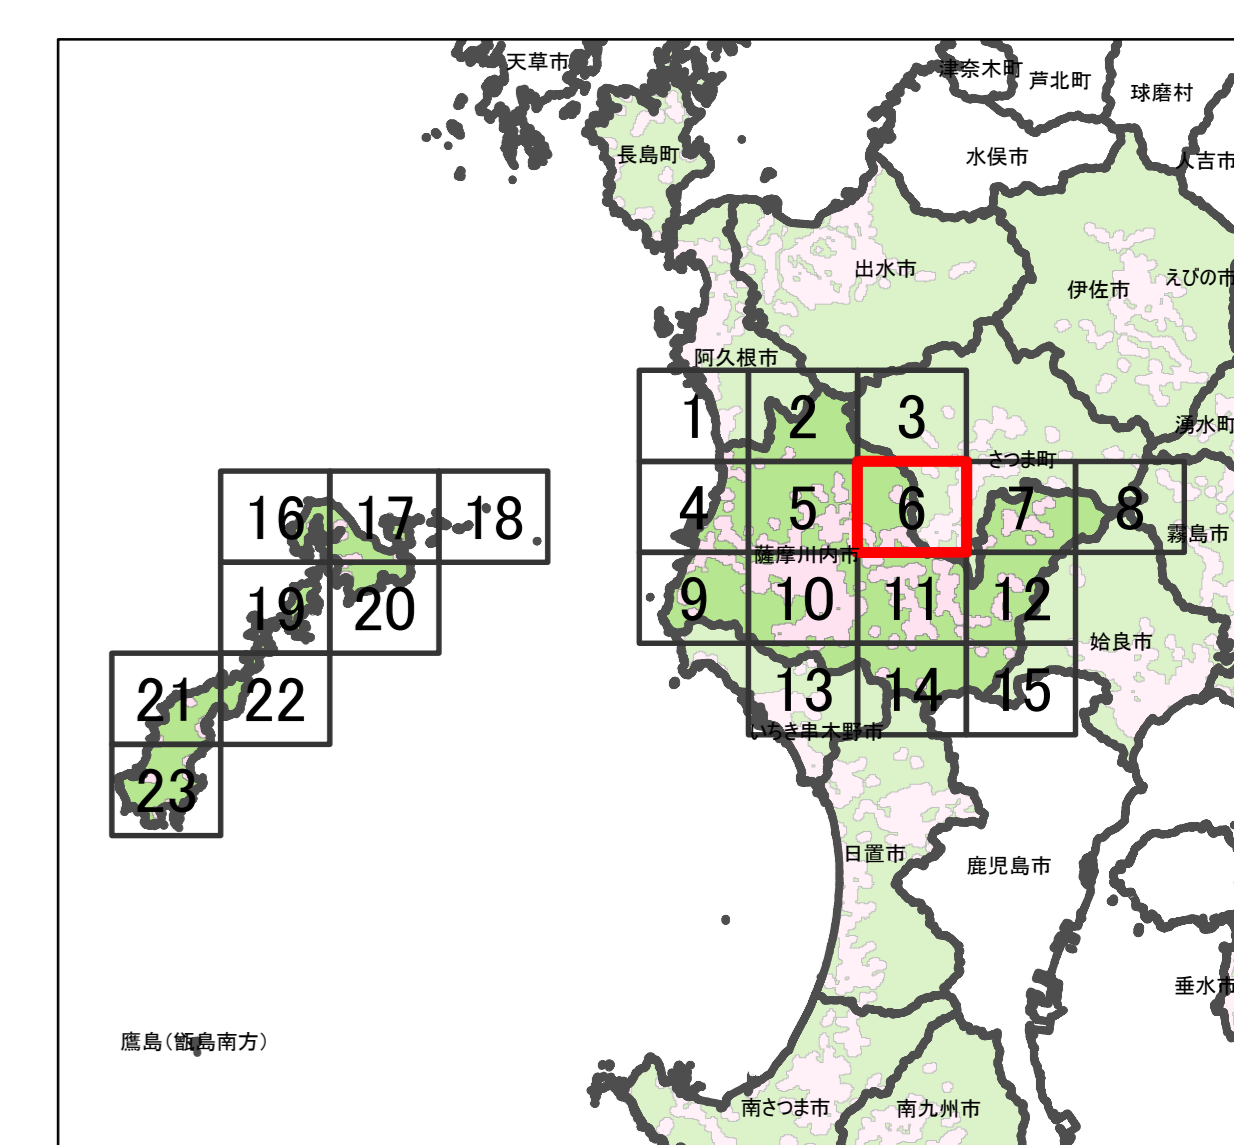 天草市
津奈木町
芦北町
球磨村
長島町
水俣市
人吉市
出水市
えびの市
伊佐市
阿久根市
1
2
3
湧水町
さつま町
4
5
6
7
8
16
17
18
霧島市
薩摩川内市
9
10
11
12
19
20
姶良市
13
14
15
21
22
いちき串木野市
23
日置市
鹿児島市
垂水市
鷹島(甑島南方)
南さつま市
南九州市